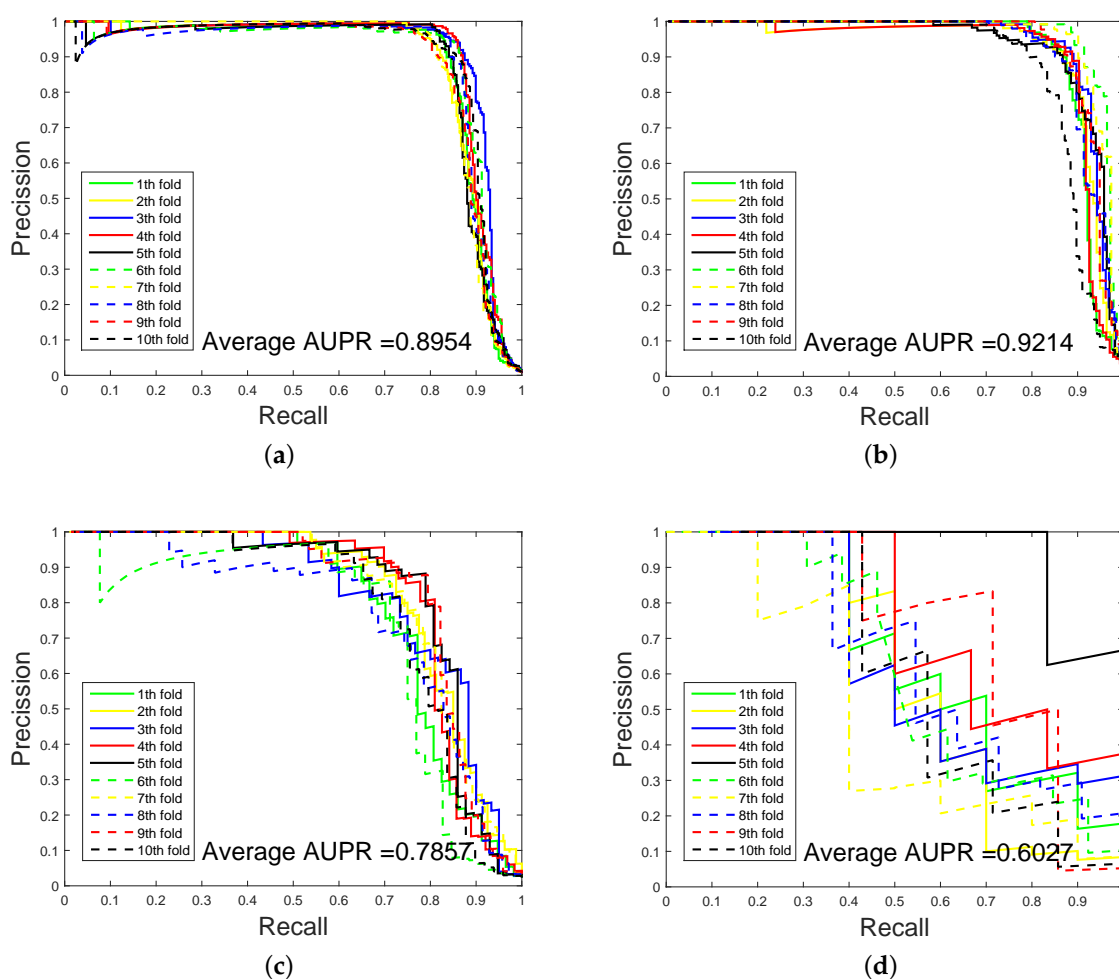 1
0.9
0.8
0.7
0.6
0.5
0.4
0.3
0.2
0.1
0
Precission
1th fold
2th fold
3th fold
4th fold
5th fold
6th fold
7th fold
8th fold
9th fold
10th fold
Average AUPR =0.8954
0 0.1 0.2 0.3 0.4 0.5 0.6 0.7 0.8 0.9 1
Recall
(a)
1
0.9
0.8
0.7
0.6
0.5
0.4
0.3
0.2
0.1
0
Precission
1th fold
2th fold
3th fold
4th fold
5th fold
6th fold
7th fold
8th fold
9th fold
10th fold
Average AUPR =0.9214
0 0.1 0.2 0.3 0.4 0.5 0.6 0.7 0.8 0.9
Recall
(b)
1
0.9
0.8
0.7
0.6
0.5
0.4
0.3
0.2
0.1
0
Precission
1th fold
2th fold
3th fold
4th fold
5th fold
6th fold
7th fold
8th fold
9th fold
10th fold
Average AUPR =0.7857
0 0.1 0.2 0.3 0.4 0.5 0.6 0.7 0.8 0.9 1
Recall
(c)
1
0.9
0.8
0.7
0.6
0.5
0.4
0.3
0.2
0.1
0
Precission
1th fold
2th fold
3th fold
4th fold
5th fold
6th fold
7th fold
8th fold
9th fold
10th fold
Average AUPR =0.6027
0 0.1 0.2 0.3 0.4 0.5 0.6 0.7 0.8 0.9
Recall
(d)